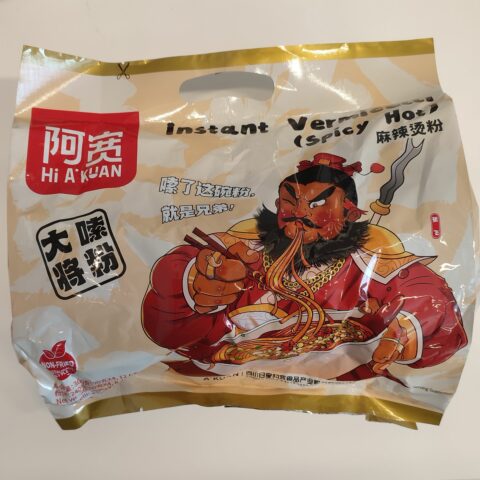 阿宽
Hi A'KUAN
Instant Vermicelli
(Spicy Hot)
麻辣烫粉
嗦了这碗粉,
就是兄弟!
大嗦
将粉
NON-FRIED
A'KUAN